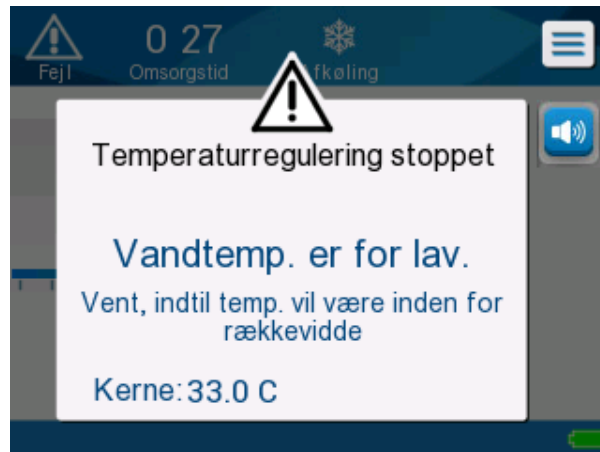 Fejl
0 27
Omsorgstid
fkøling
Temperaturregulering stoppet
Vandtemp. er for lav.
Vent, indtil temp. vil være inden for
rækkevidde
Kerne: 33.0 C